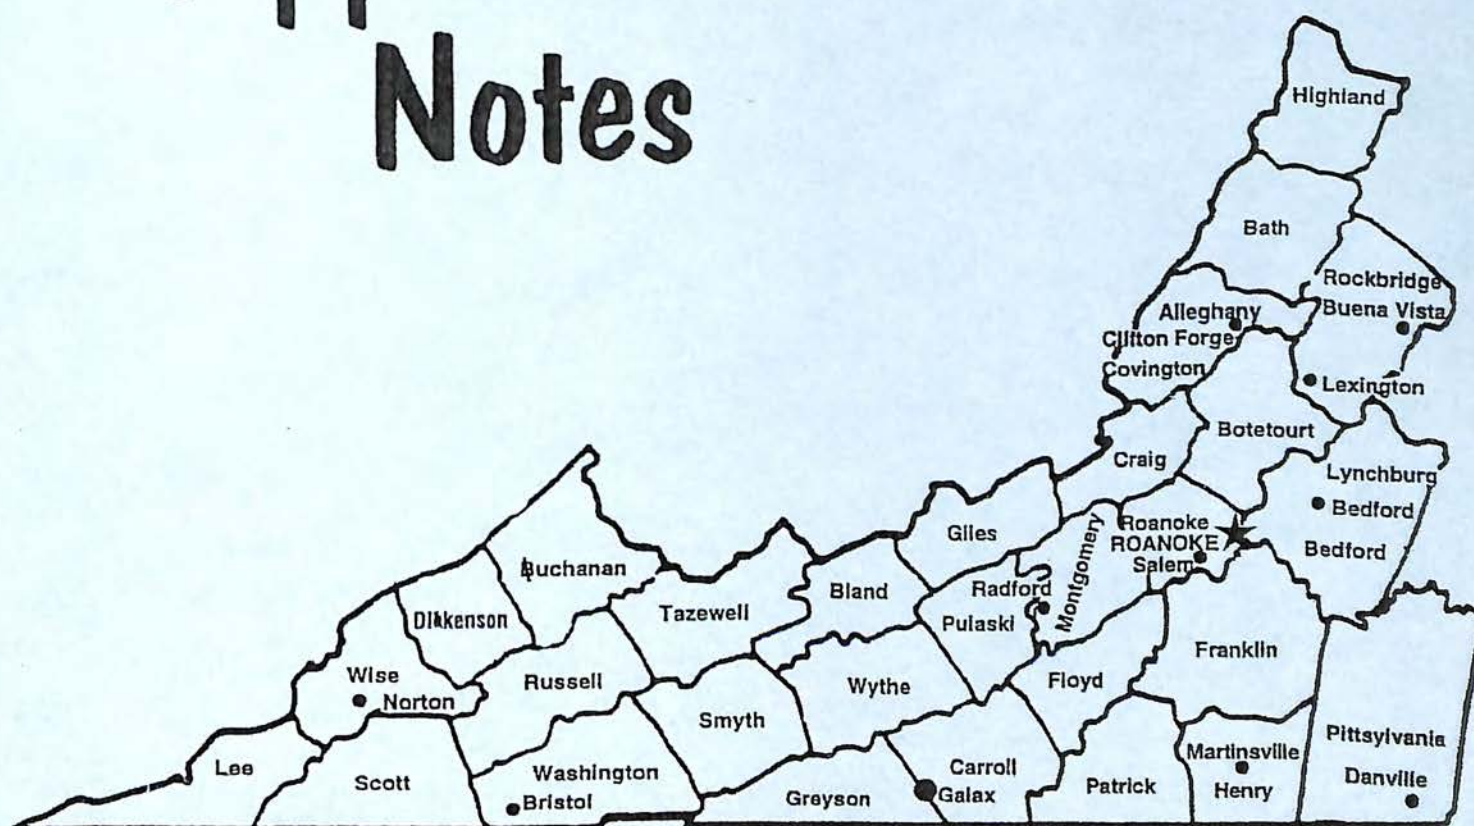 Notes
Highland
Bath
Rockbridge
Alleghany
Buena Vista
Clifton Forge
Covington
Lexington
Botetourt
Craig
Lynchburg
Bedford
Bedford
Giles
Roanoke
ROANOKE
Salem
Montgomery
Radford
Pulaski
Buchanan
Bland
Tazewell
Dikkenson
Franklin
Wise
Norton
Russell
Wythe
Floyd
Smyth
Pittsylvania
Martinsville
Henry
Danville
Lee
Scott
Washington
Bristol
Grayson
Carroll
Galax
Patrick